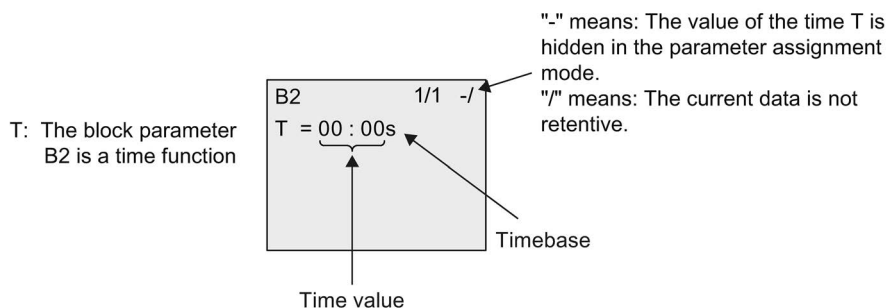 "-" means: The value of the time T is
hidden in the parameter assignment
mode.
"/" means: The current data is not
retentive.
B2 1/1 -/
T = 00 : 00s
T: The block parameter
B2 is a time function
Timebase
Time value